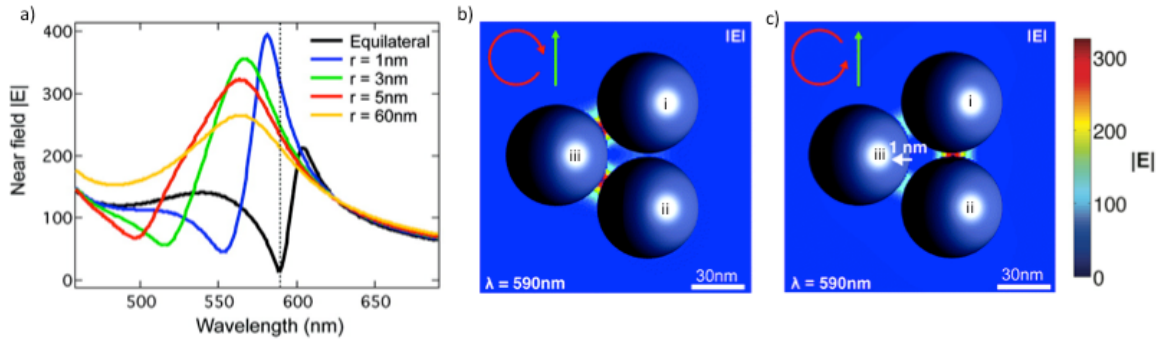 a)
400
300
200
100
0
Near field |E|
500
550
600
650
Wavelength (nm)
Equilateral
r = 1nm
r = 3nm
r = 5nm
r = 60nm
b)
|E|
i
iii
ii
λ = 590nm
30nm
c)
|E|
i
iii
1 nm
ii
λ = 590nm
30nm
300
200
100
0
|E|